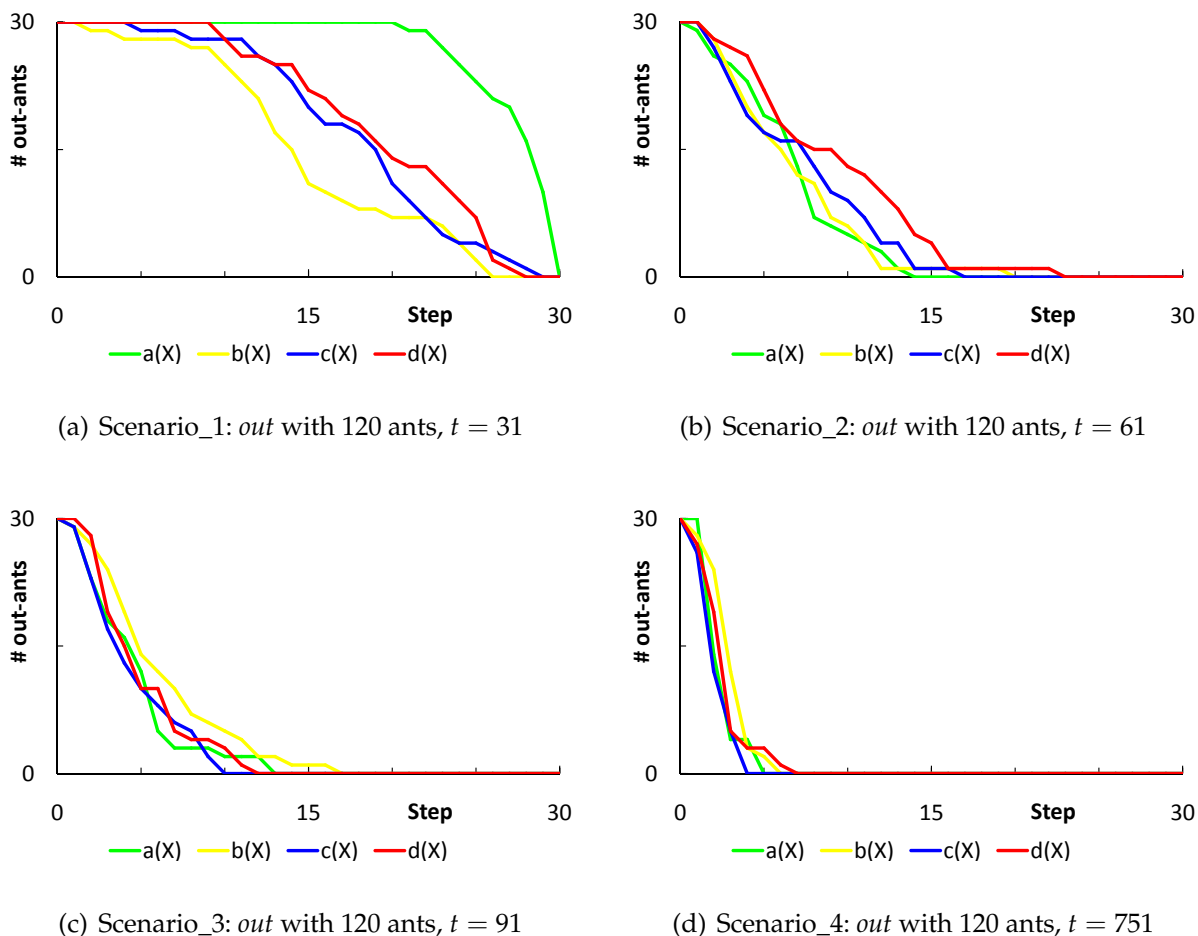 30
# out-ants
0
0 15 Step 30
a(X) b(X) c(X) d(X)
(a) Scenario_1: out with 120 ants, t = 31
30
# out-ants
0
0 15 Step 30
a(X) b(X) c(X) d(X)
(b) Scenario_2: out with 120 ants, t = 61
30
# out-ants
0
0 15 Step 30
a(X) b(X) c(X) d(X)
(c) Scenario_3: out with 120 ants, t = 91
30
# out-ants
0
0 15 Step 30
a(X) b(X) c(X) d(X)
(d) Scenario_4: out with 120 ants, t = 751